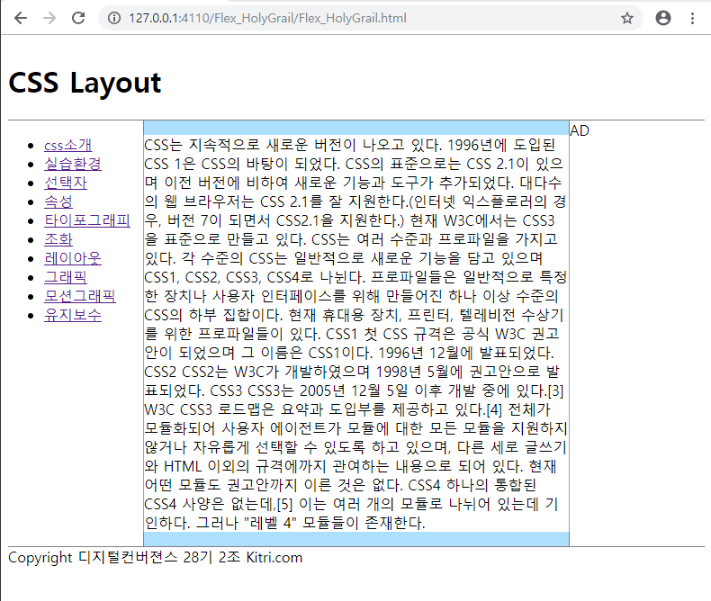 127.0.0.1:4110/Flex_HolyGrail/Flex_HolyGrail.html
CSS Layout
css소개
실습환경
선택자
속성
타이포그래피
조화
레이아웃
그래픽
모션그래픽
유지보수
CSS는 지속적으로 새로운 버전이 나오고 있다. 1996년에 도입된
CSS 1은 CSS의 바탕이 되었다. CSS의 표준으로는 CSS 2.1이 있으
며 이전 버전에 비하여 새로운 기능과 도구가 추가되었다. 대다수
의 웹 브라우저는 CSS 2.1를 잘 지원한다.(인터넷 익스플로러의 경
우, 버전 7이 되면서 CSS2.1을 지원한다.) 현재 W3C에서는 CSS3
을 표준으로 만들고 있다. CSS는 여러 수준과 프로파일을 가지고
있다. 각 수준의 CSS는 일반적으로 새로운 기능을 담고 있으며
CSS1, CSS2, CSS3, CSS4로 나뉜다. 프로파일들은 일반적으로 특정
한 장치나 사용자 인터페이스를 위해 만들어진 하나 이상 수준의
CSS의 하부 집합이다. 현재 휴대용 장치, 프린터, 텔레비전 수상기
를 위한 프로파일들이 있다. CSS1 첫 CSS 규격은 공식 W3C 권고
안이 되었으며 그 이름은 CSS1이다. 1996년 12월에 발표되었다.
CSS2 CSS2는 W3C가 개발하였으며 1998년 5월에 권고안으로 발
표되었다. CSS3 CSS3는 2005년 12월 5일 이후 개발 중에 있다.[3]
W3C CSS3 로드맵은 요약과 도입부를 제공하고 있다.[4] 전체가
모듈화되어 사용자 에이전트가 모듈에 대한 모든 모듈을 지원하지
않거나 자유롭게 선택할 수 있도록 하고 있으며, 다른 세로 글쓰기
와 HTML 이외의 규격에까지 관여하는 내용으로 되어 있다. 현재
어떤 모듈도 권고안까지 이른 것은 없다. CSS4 하나의 통합된
CSS4 사양은 없는데,[5] 이는 여러 개의 모듈로 나뉘어 있는데 기
인하다. 그러나 "레벨 4" 모듈들이 존재한다.
AD
Copyright 디지털컨버젼스 28기 2조 Kitri.com